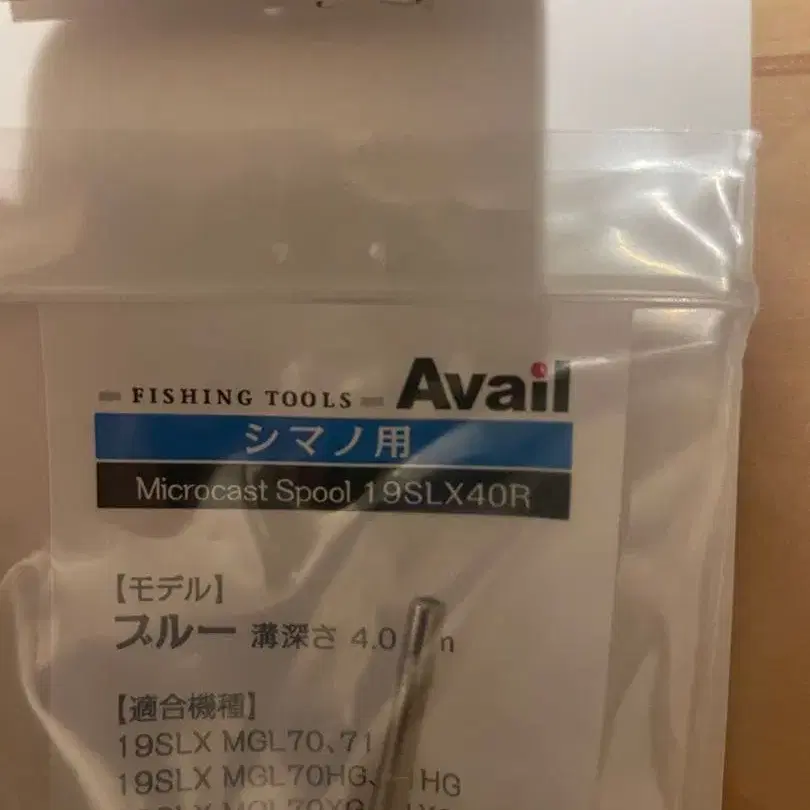 FISHING TOOLS Avail
シマノ用
Microcast Spool 19SLX40R
【モデル】
ブルー 溝深さ 4.0
【適合機種】
19SLX MGL70、71
19SLX MGL70HG、 1HG